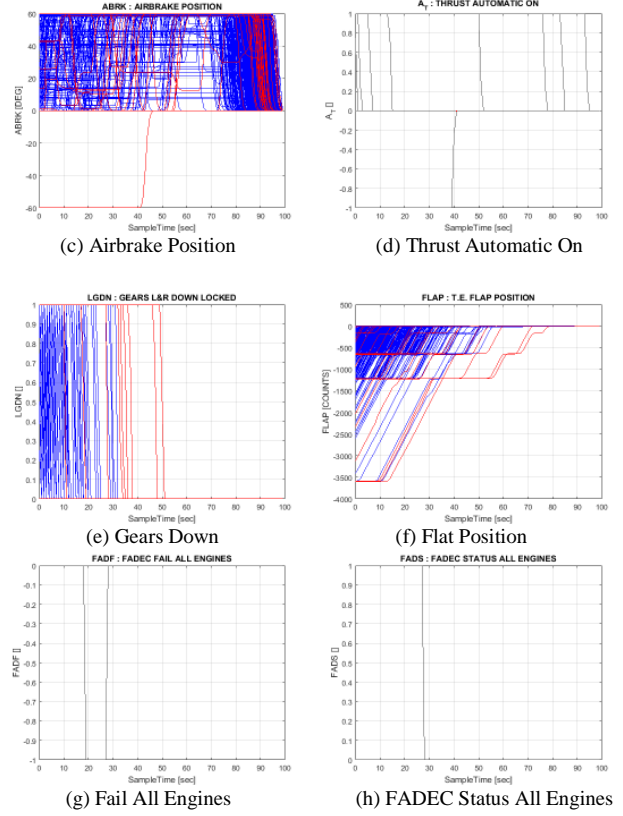 ABRK : AIRBRAKE POSITION
60
40
20
0
-20
-40
-60
ABRK [DEG]
0 10 20 30 40 50 60 70 80 90 100
SampleTime [sec]
(c) Airbrake Position
A_T : THRUST AUTOMATIC ON
1
0.8
0.6
0.4
0.2
0
-0.2
-0.4
-0.6
-0.8
-1
A_T []
0 10 20 30 40 50 60 70 80 90 100
SampleTime [sec]
(d) Thrust Automatic On
LGDN : GEARS L&R DOWN LOCKED
1
0.9
0.8
0.7
0.6
0.5
0.4
0.3
0.2
0.1
0
LGDN []
0 10 20 30 40 50 60 70 80 90 100
SampleTime [sec]
(e) Gears Down
FLAP : T.E. FLAP POSITION
500
0
-500
-1000
-1500
-2000
-2500
-3000
-3500
-4000
FLAP [COUNTS]
0 10 20 30 40 50 60 70 80 90 100
SampleTime [sec]
(f) Flat Position
FADF : FADEC FAIL ALL ENGINES
0
-0.1
-0.2
-0.3
-0.4
-0.5
-0.6
-0.7
-0.8
-0.9
-1
FADF []
0 10 20 30 40 50 60 70 80 90 100
SampleTime [sec]
(g) Fail All Engines
FADS : FADEC STATUS ALL ENGINES
1
0.9
0.8
0.7
0.6
0.5
0.4
0.3
0.2
0.1
0
FADS []
0 10 20 30 40 50 60 70 80 90 100
SampleTime [sec]
(h) FADEC Status All Engines